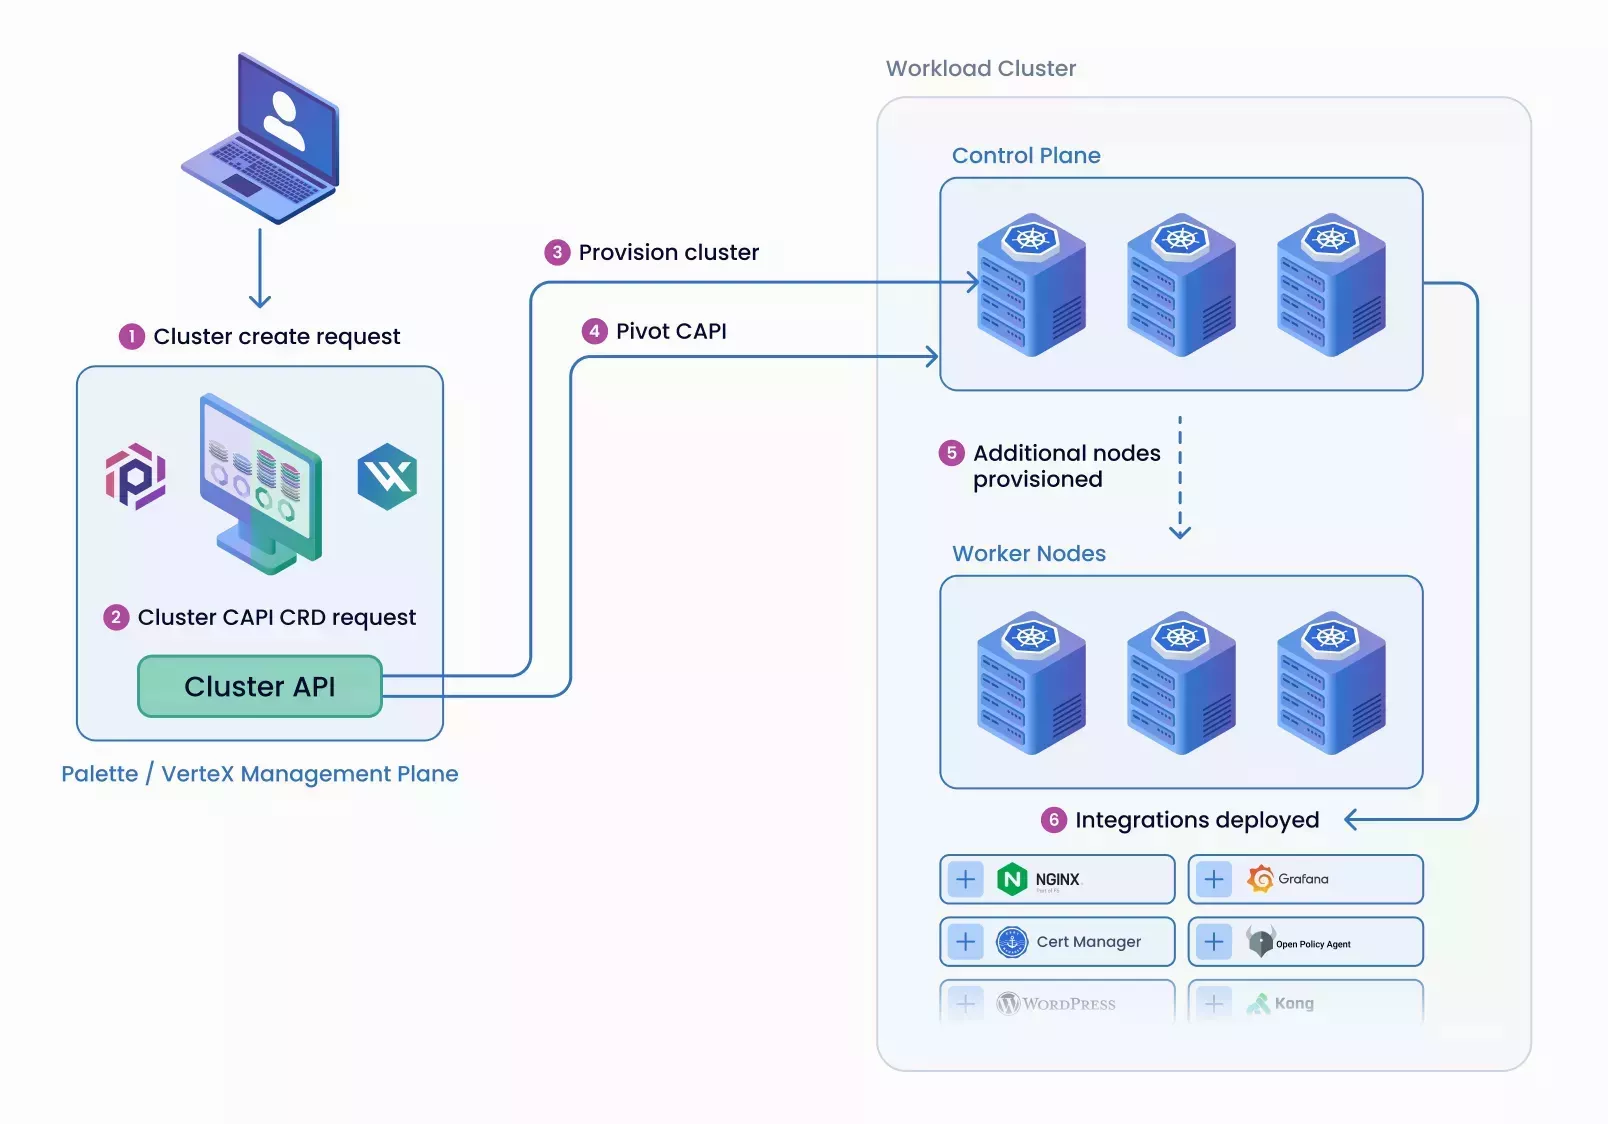 Workload Cluster
Control Plane
3 Provision cluster
4 Pivot CAPI
1 Cluster create request
5 Additional nodes
provisioned
Worker Nodes
2 Cluster CAPI CRD request
Cluster API
Palette / VerteX Management Plane
6 Integrations deployed
NGINX
Grafana
Cert Manager
Open Policy Agent
WORDPRESS
Kong